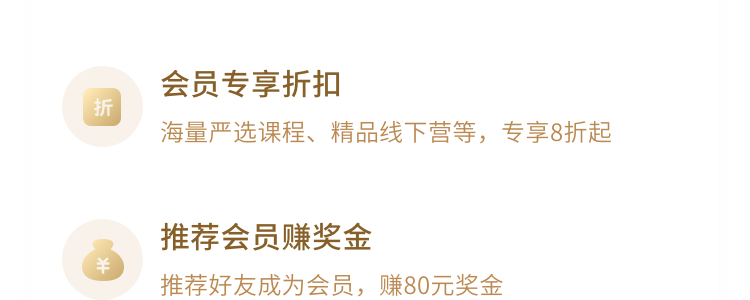 会员专享折扣
折
海量严选课程、精品线下营等，专享8折起
推荐会员赚奖金
¥
推荐好友成为会员，赚80元奖金